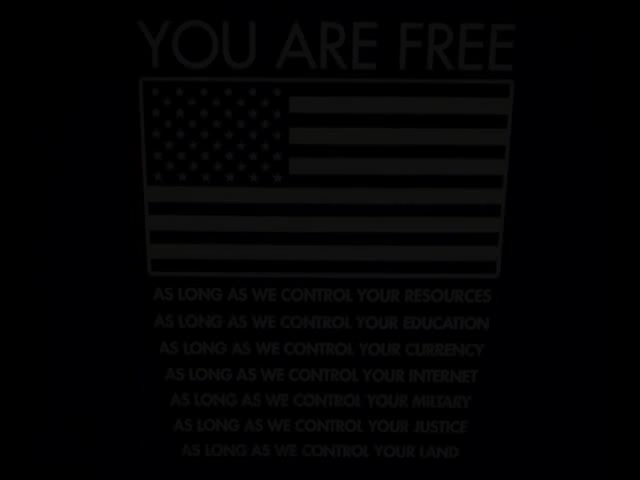 YOU ARE FREE
AS LONG AS WE CONTROL YOUR RESOURCES
AS LONG AS WE CONTROL YOUR EDUCATION
AS LONG AS WE CONTROL YOUR CURRENCY
AS LONG AS WE CONTROL YOUR INTERNET
AS LONG AS WE CONTROL YOUR MILTARY
AS LONG AS WE CONTROL YOUR JUSTICE
AS LONG AS WE CONTROL YOUR LAND